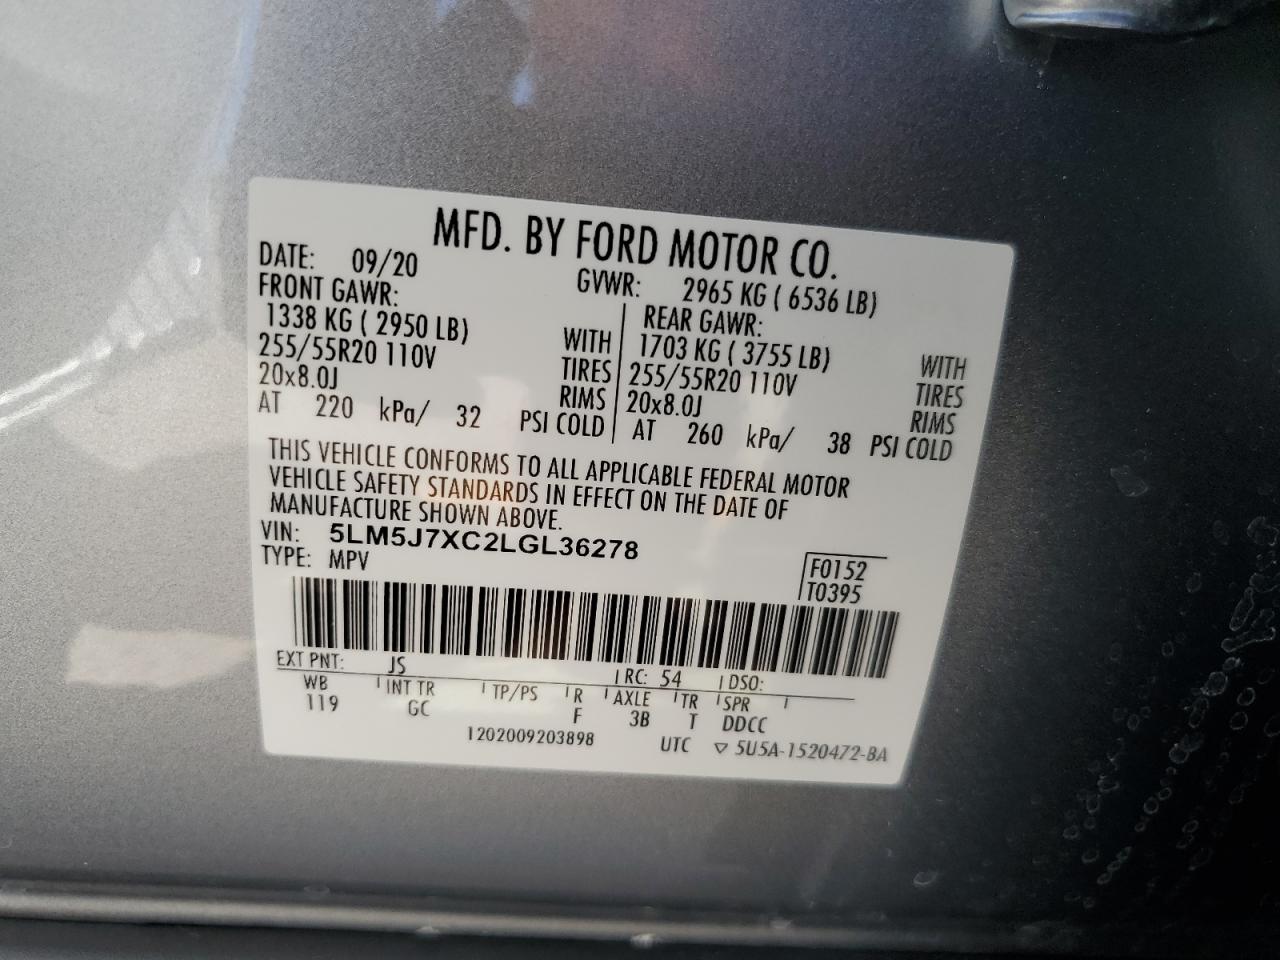 MFD. BY FORD MOTOR CO.
DATE: 09/20 GVWR: 2965 KG ( 6536 LB)
FRONT GAWR: REAR GAWR:
1338 KG ( 2950 LB) WITH 1703 KG ( 3755 LB) WITH
255/55R20 110V TIRES 255/55R20 110V TIRES
20x8.0J RIMS 20x8.0J RIMS
AT 220 kPa/ 32 PSI COLD AT 260 kPa/ 38 PSI COLD
THIS VEHICLE CONFORMS TO ALL APPLICABLE FEDERAL MOTOR
VEHICLE SAFETY STANDARDS IN EFFECT ON THE DATE OF
MANUFACTURE SHOWN ABOVE.
VIN: 5LM5J7XC2LGL36278
TYPE: MPV
F0152
T0395
EXT PNT: JS RC: 54 DSO:
WB INT TR TP/PS R AXLE TR SPR
119 GC F 3B T DDCC
1202009203898 UTC ▽ 5U5A-1520472-BA